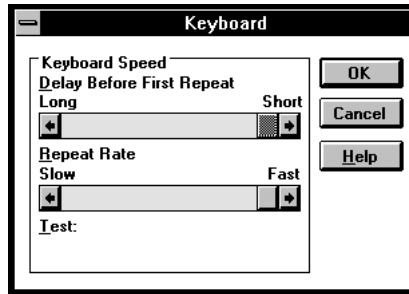 Keyboard
Keyboard Speed
Delay Before First Repeat
Long Short
Repeat Rate
Slow Fast
Test:
OK
Cancel
Help